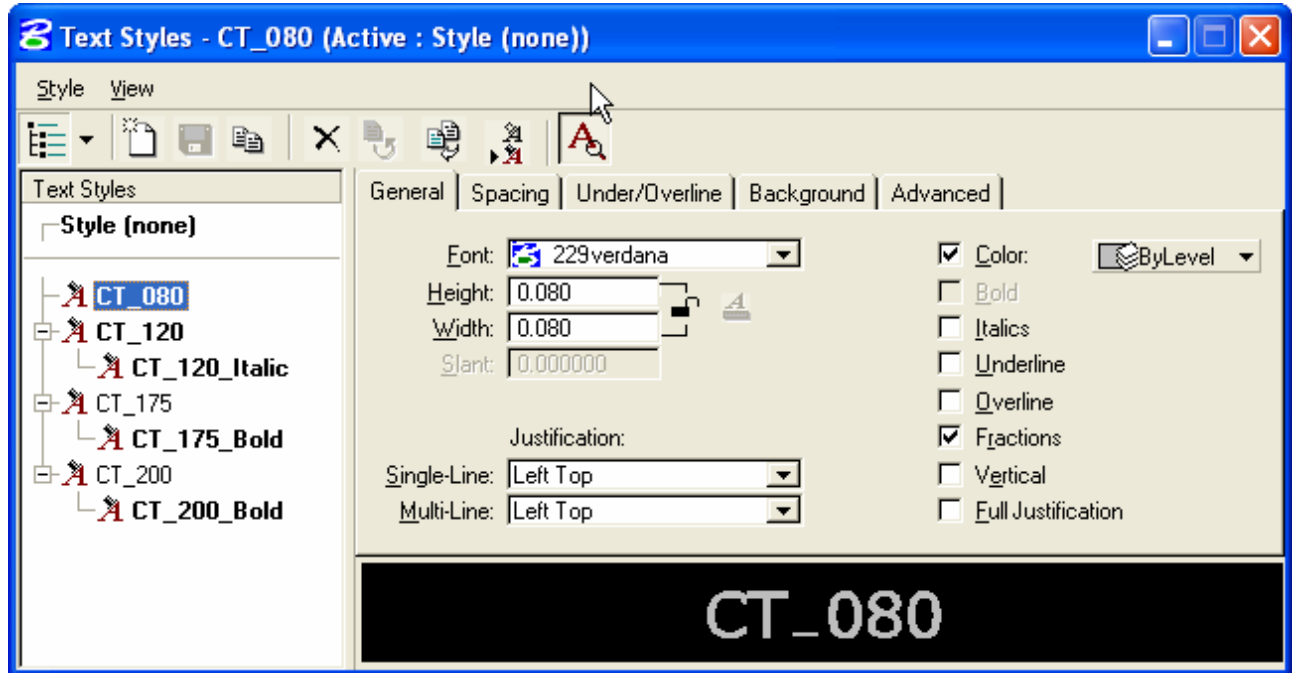 Text Styles - CT_080 (Active : Style (none))
Style View
Text Styles
Style (none)
CT_080
CT_120
CT_120_Italic
CT_175
CT_175_Bold
CT_200
CT_200_Bold
General Spacing Under/Overline Background Advanced
Font: 229verdana
Height: 0.080
Width: 0.080
Slant: 0.000000
Justification:
Single-Line: Left Top
Multi-Line: Left Top
Color: ByLevel
Bold
Italics
Underline
Overline
Fractions
Vertical
Full Justification
CT_080